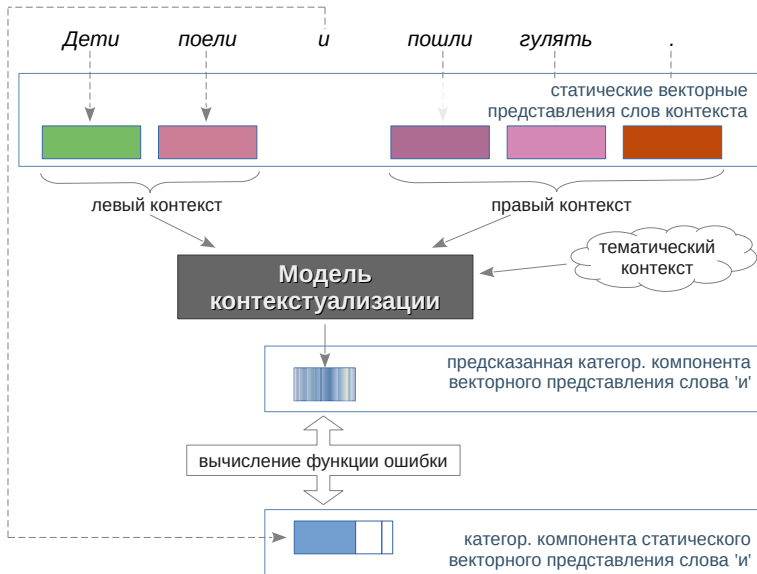 Дети поели и пошли гулять .
статические векторные
представления слов контекста
левый контекст
правый контекст
тематический
контекст
Модель
контекстуализации
предсказанная категор. компонента
векторного представления слова 'и'
вычисление функции ошибки
категор. компонента статического
векторного представления слова 'и'